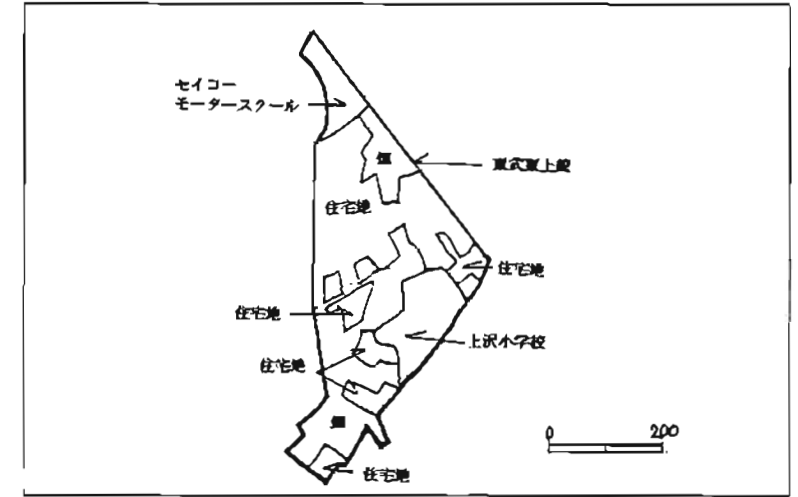 セイコー
モータースクール
畑
東武東上線
住宅地
住宅地
住宅地
上沢小学校
住宅地
畑
住宅地
0 200